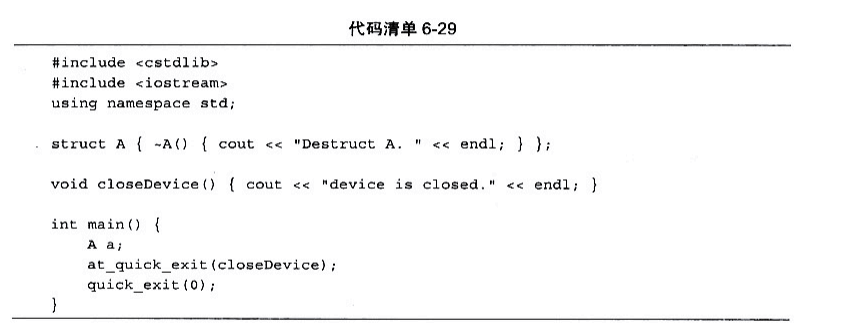 代码清单 6-29
#include <cstdlib>
#include <iostream>
using namespace std;
struct A { ~A() { cout << "Destruct A. " << endl; } };
void closeDevice() { cout << "device is closed." << endl; }
int main() {
    A a;
    at_quick_exit(closeDevice);
    quick_exit(0);
}